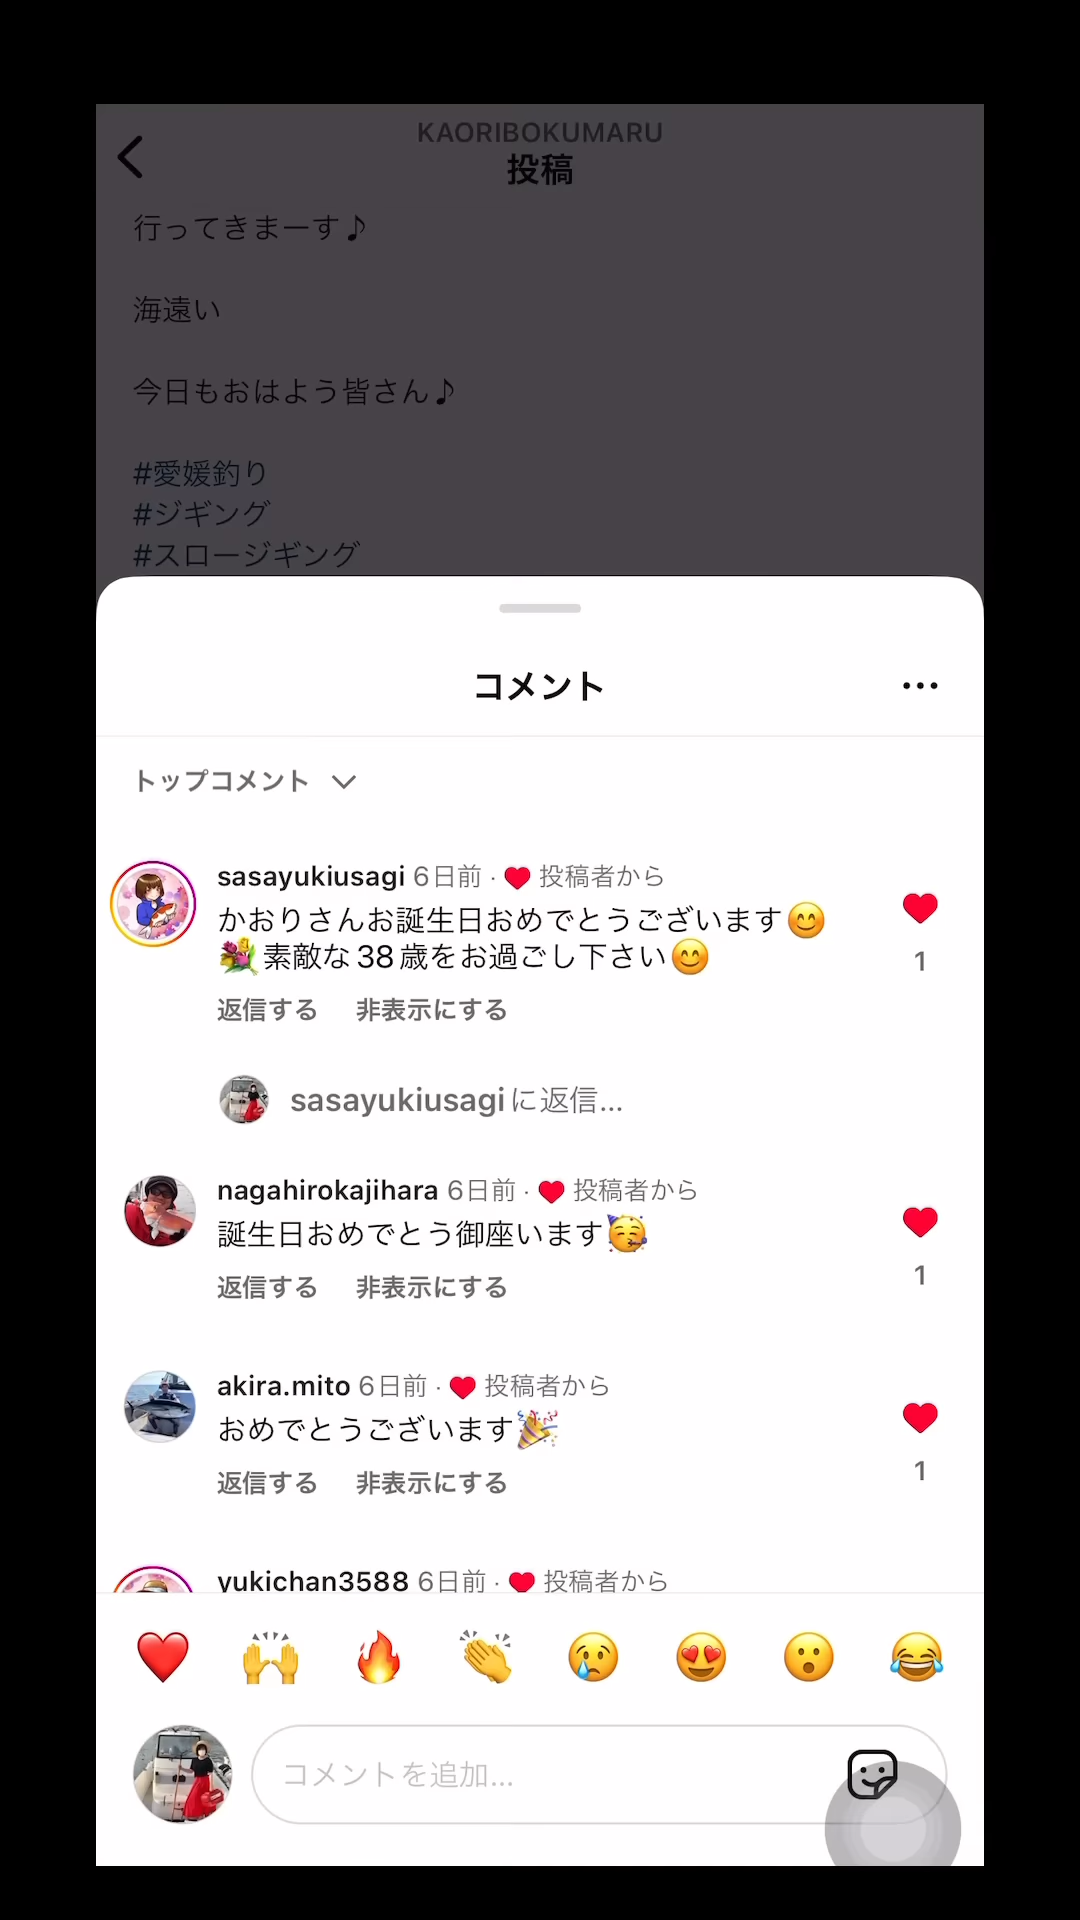 KAORIBOKUMARU
投稿
行ってきまーす♪
海遠い
今日もおはよう皆さん♪
#愛媛釣り
#ジギング
#スロージギング
コメント
トップコメント
sasayukiusagi 6日前・❤️ 投稿者から
かおりさんお誕生日おめでとうございます😊
💐素敵な38歳をお過ごし下さい😊
1
返信する 非表示にする
sasayukiusagiに返信...
nagahirokajihara 6日前・❤️ 投稿者から
誕生日おめでとう御座います🥳
1
返信する 非表示にする
akira.mito 6日前・❤️ 投稿者から
おめでとうございます🎉
1
返信する 非表示にする
yukichan3588 6日前・❤️ 投稿者から
コメントを追加...